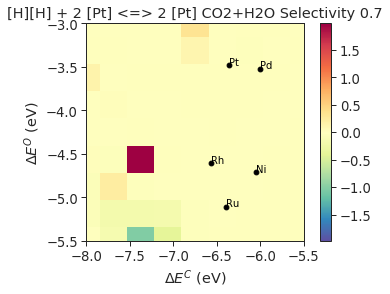 [H][H] + 2 [Pt] <=> 2 [Pt] CO2+H2O Selectivity 0.7
−3.0
−3.5
−4.0
−4.5
−5.0
−5.5
ΔE^O (eV)
Pt
Pd
Rh
Ni
Ru
−8.0 −7.5 −7.0 −6.5 −6.0 −5.5
ΔE^C (eV)
1.5
1.0
0.5
0.0
−0.5
−1.0
−1.5